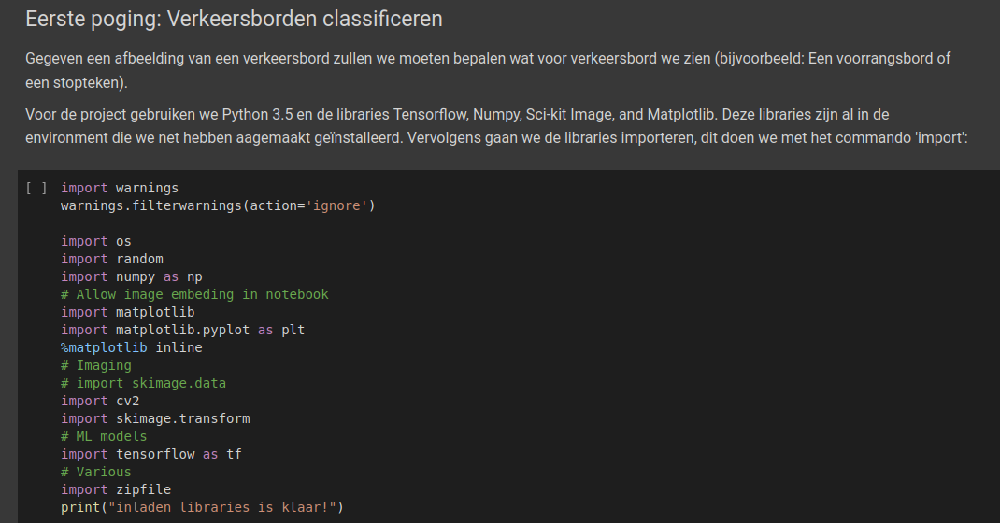 Eerste poging: Verkeersborden classificeren
Gegeven een afbeelding van een verkeersbord zullen we moeten bepalen wat voor verkeersbord we zien (bijvoorbeeld: Een voorrangsbord of
een stopteken).
Voor de project gebruiken we Python 3.5 en de libraries Tensorflow, Numpy, Sci-kit Image, and Matplotlib. Deze libraries zijn al in de
environment die we net hebben aagemaakt geïnstalleerd. Vervolgens gaan we de libraries importeren, dit doen we met het commando 'import':
[ ] import warnings
warnings.filterwarnings(action='ignore')
import os
import random
import numpy as np
# Allow image embeding in notebook
import matplotlib
import matplotlib.pyplot as plt
%matplotlib inline
# Imaging
# import skimage.data
import cv2
import skimage.transform
# ML models
import tensorflow as tf
# Various
import zipfile
print("inladen libraries is klaar!")